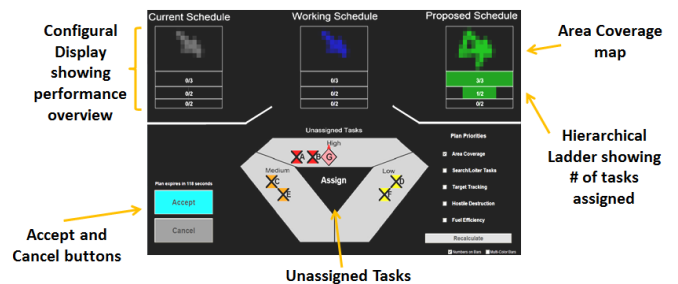 Configural
Display
showing
performance
overview
Current Schedule
0/3
0/2
0/2
Working Schedule
0/3
0/2
0/2
Proposed Schedule
3/3
1/2
0/2
Area Coverage
map
Hierarchical
Ladder showing
# of tasks
assigned
Unassigned Tasks
High
A B G
Medium
C
E
Assign
Low
D
F
Plan Priorities
Area Coverage
Search/Loiter Tasks
Target Tracking
Hostile Destruction
Fuel Efficiency
Recalculate
Numbers on Bars Multi-Color Bars
Plan expires in 118 seconds
Accept
Cancel
Accept and
Cancel buttons
Unassigned Tasks